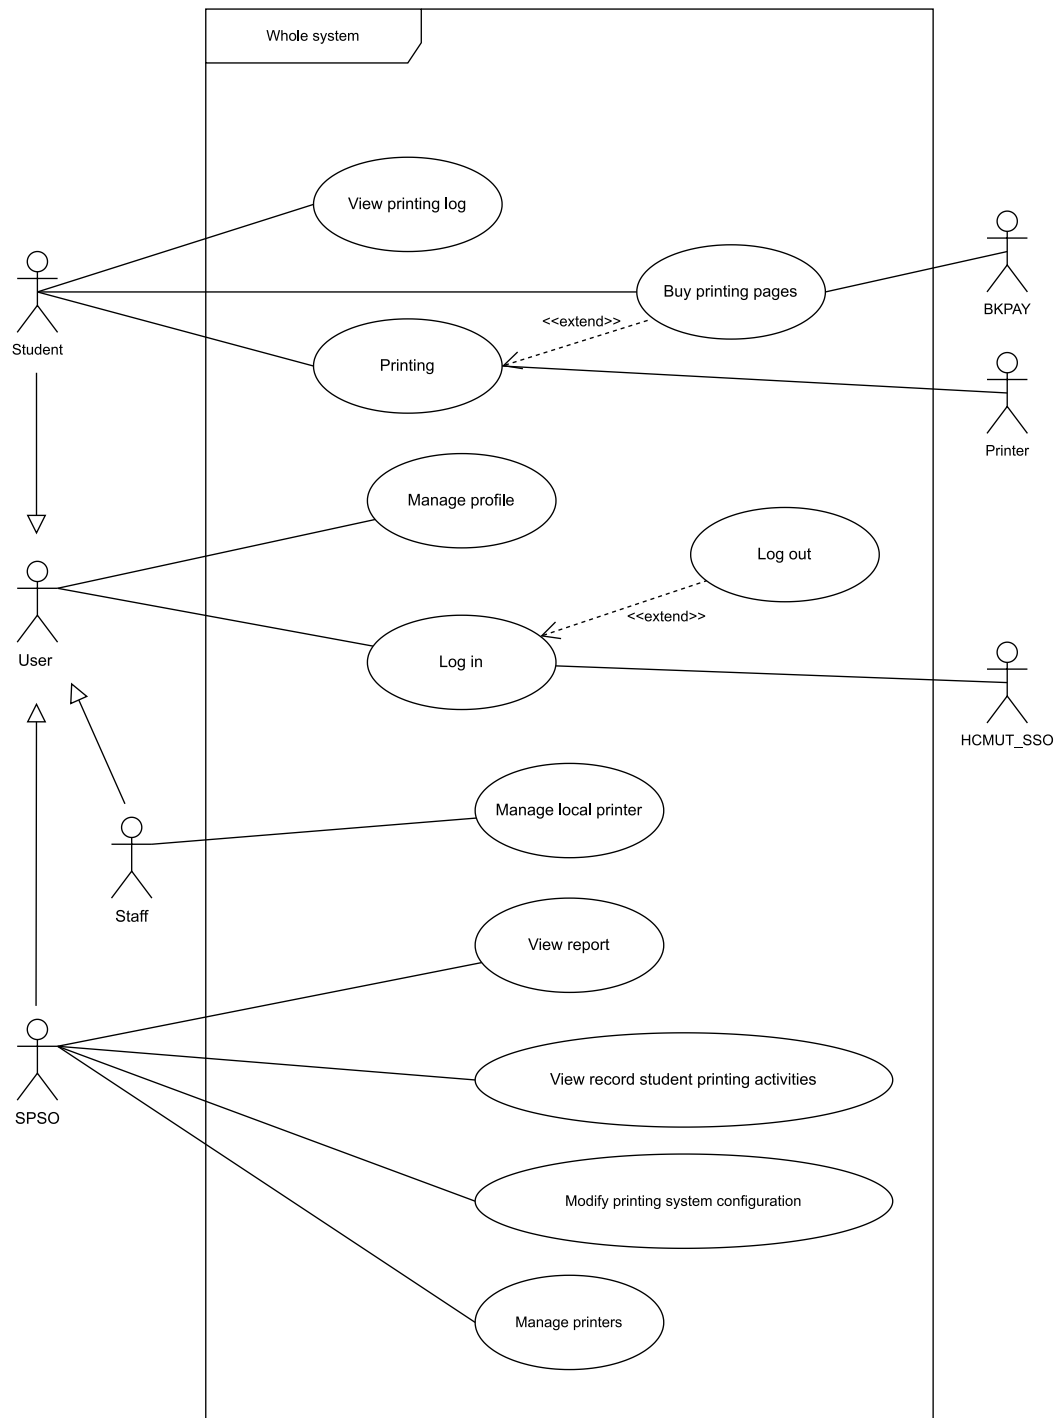 Whole system
View printing log
Buy printing pages
BKPAY
<<extend>>
Student
Printing
Printer
Manage profile
Log out
<<extend>>
User
Log in
HCMUT_SSO
Manage local printer
Staff
View report
View record student printing activities
SPSO
Modify printing system configuration
Manage printers